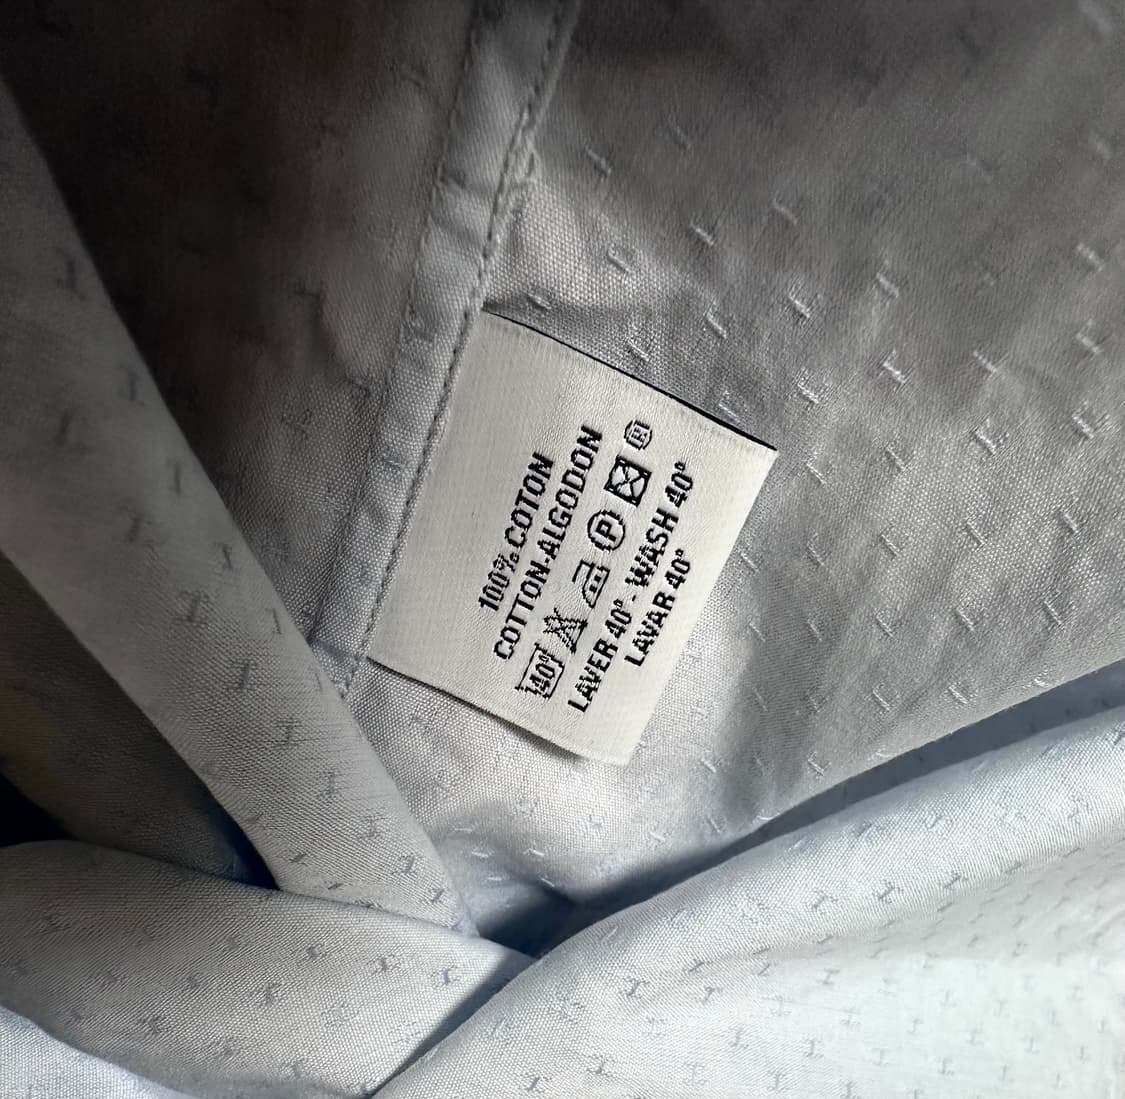 100% COTON
COTTON-ALGODON
40° P ®
LAVER 40° - WASH 40°
LAVAR 40°